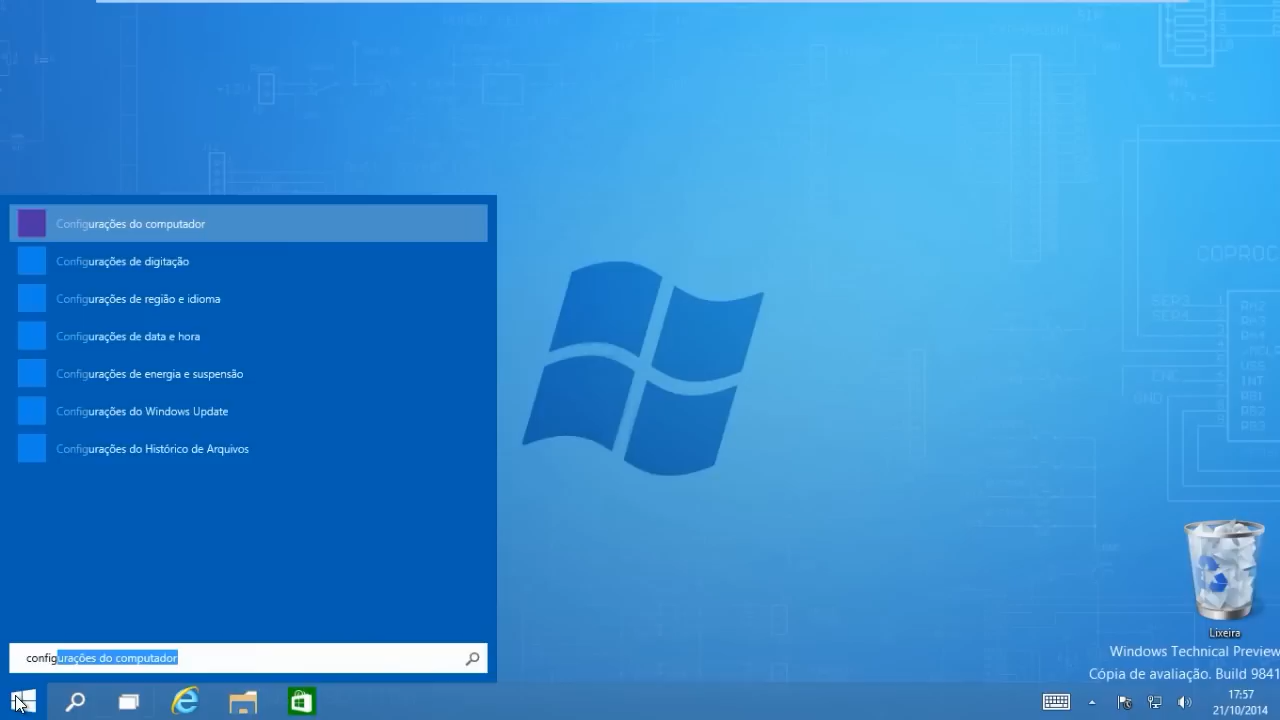 Configurações do computador
Configurações de digitação
Configurações de região e idioma
Configurações de data e hora
Configurações de energia e suspensão
Configurações do Windows Update
Configurações do Histórico de Arquivos
configurações do computador
COPROC
GND
Lixeira
Windows Technical Preview
Cópia de avaliação. Build 9841
17:57
21/10/2014